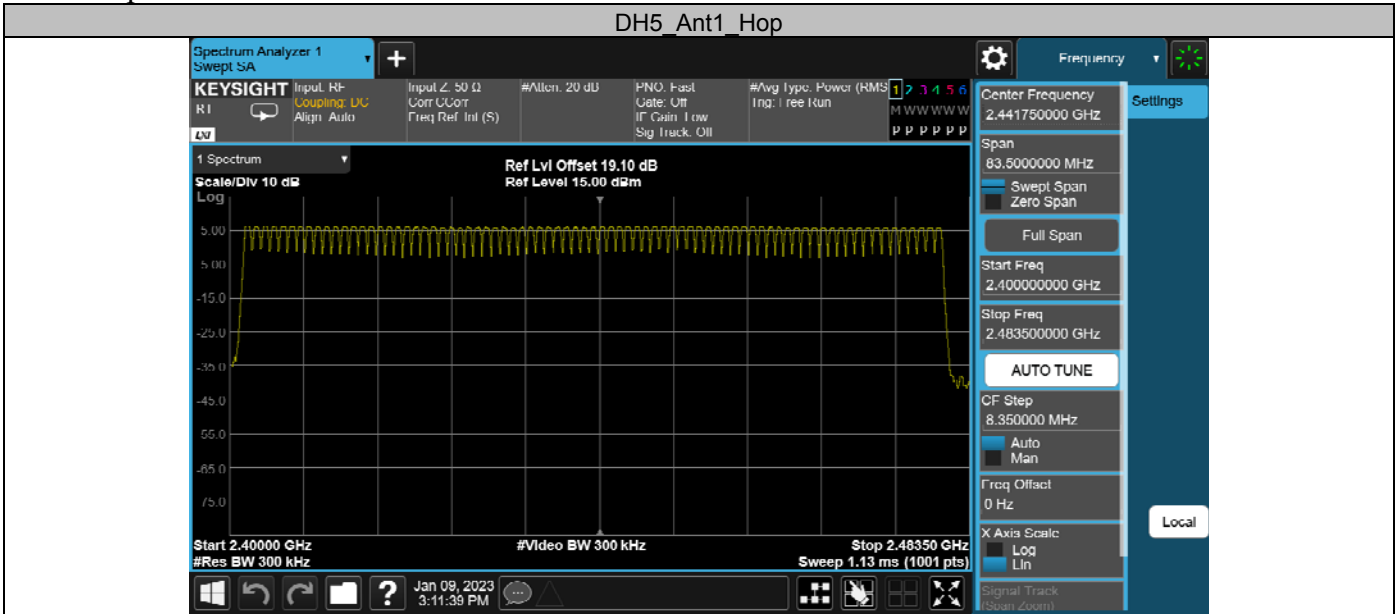 DH5_Ant1_Hop
Spectrum Analyzer 1
Swept SA
+
Frequency
KEYSIGHT
Input: RF
Coupling: DC
Align: Auto
Input Z: 50 Ω
Corr CCorr
Freq Ref: Int (S)
#Atten: 20 dB
PNO: Fast
Gate: Off
IF Gain: Low
Sig Track: Off
#Avg Type: Power (RMS
Trig: Free Run
1 2 3 4 5 6
M W W W W W
P P P P P P
LXI
1 Spectrum
Scale/Div 10 dB
Log
Ref Lvl Offset 19.10 dB
Ref Level 15.00 dBm
5.00
-5.00
-15.0
-25.0
-35.0
-45.0
-55.0
-65.0
-75.0
Start 2.40000 GHz
#Res BW 300 kHz
#Video BW 300 kHz
Stop 2.48350 GHz
Sweep 1.13 ms (1001 pts)
Center Frequency
2.441750000 GHz
Settings
Span
83.5000000 MHz
Swept Span
Zero Span
Full Span
Start Freq
2.400000000 GHz
Stop Freq
2.483500000 GHz
AUTO TUNE
CF Step
8.350000 MHz
Auto
Man
Freq Offset
0 Hz
X Axis Scale
Log
Lin
Local
Signal Track
(Span Zoom)
?
Jan 09, 2023
3:11:39 PM